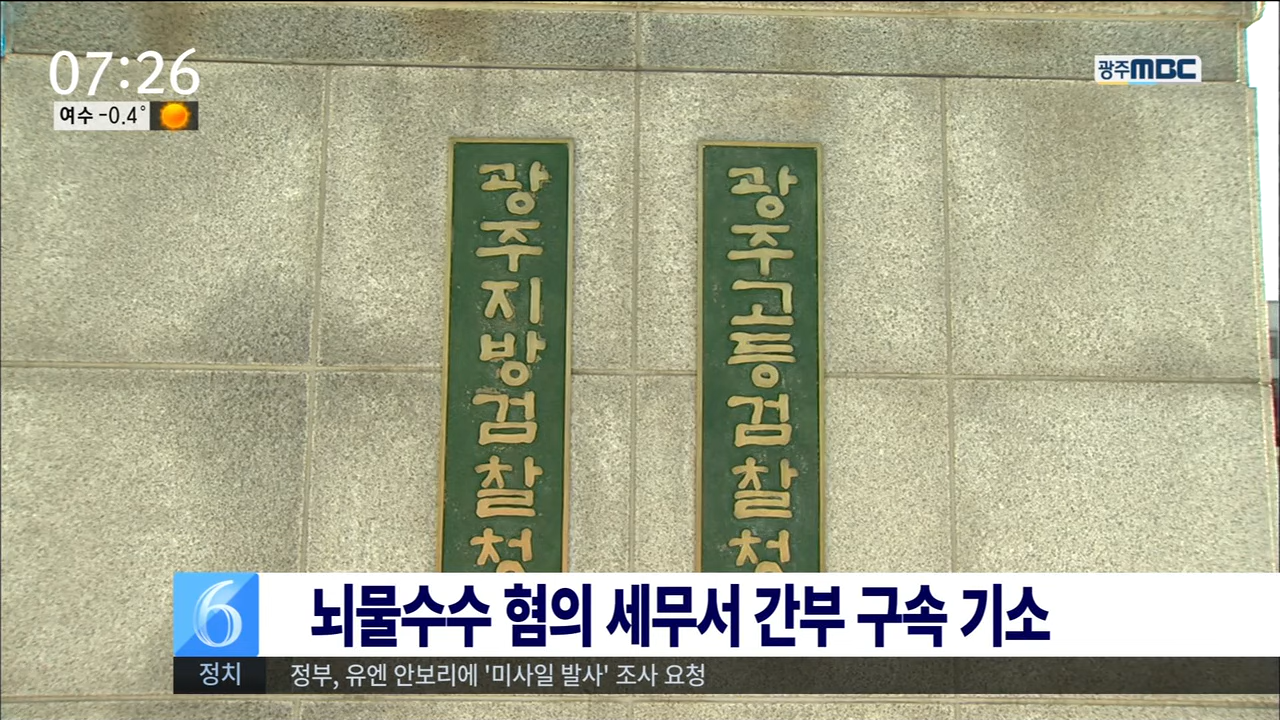 07:26
광주MBC
여수 -0.4°
광주지방검찰청
광주고등검찰청
6
뇌물수수 혐의 세무서 간부 구속 기소
정치
정부, 유엔 안보리에 '미사일 발사' 조사 요청